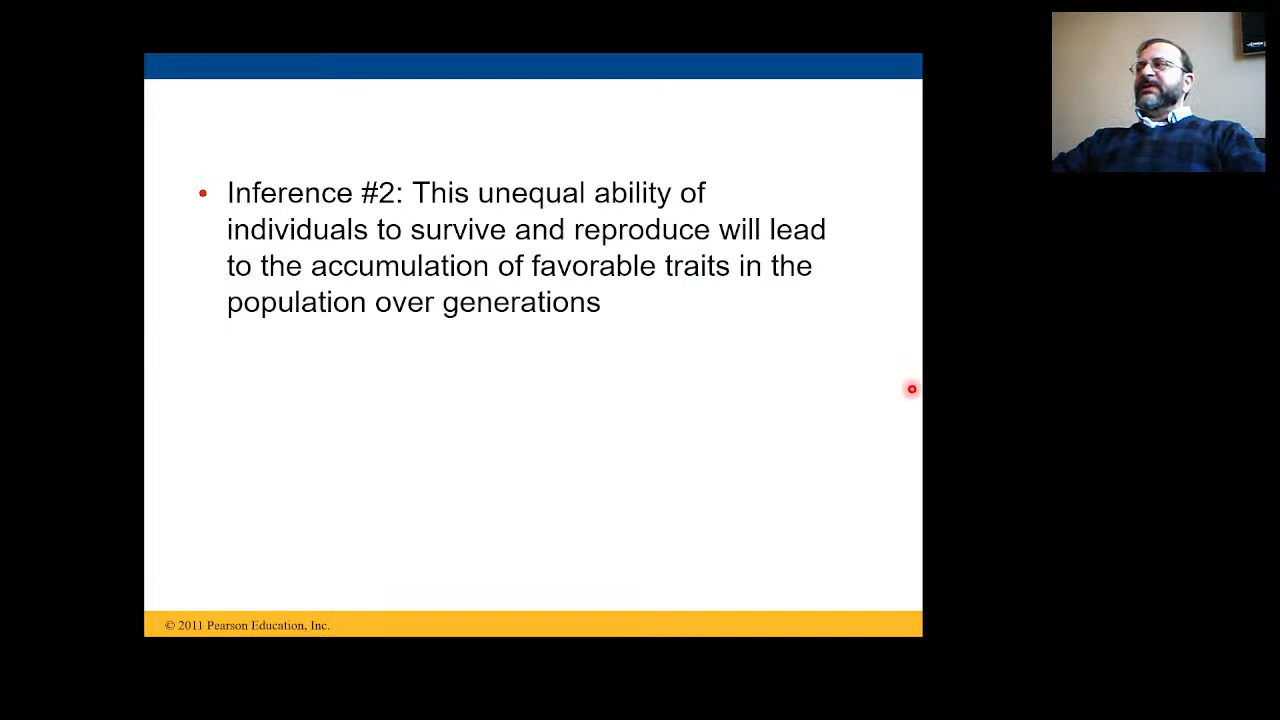 Inference #2: This unequal ability of
individuals to survive and reproduce will lead
to the accumulation of favorable traits in the
population over generations
© 2011 Pearson Education, Inc.